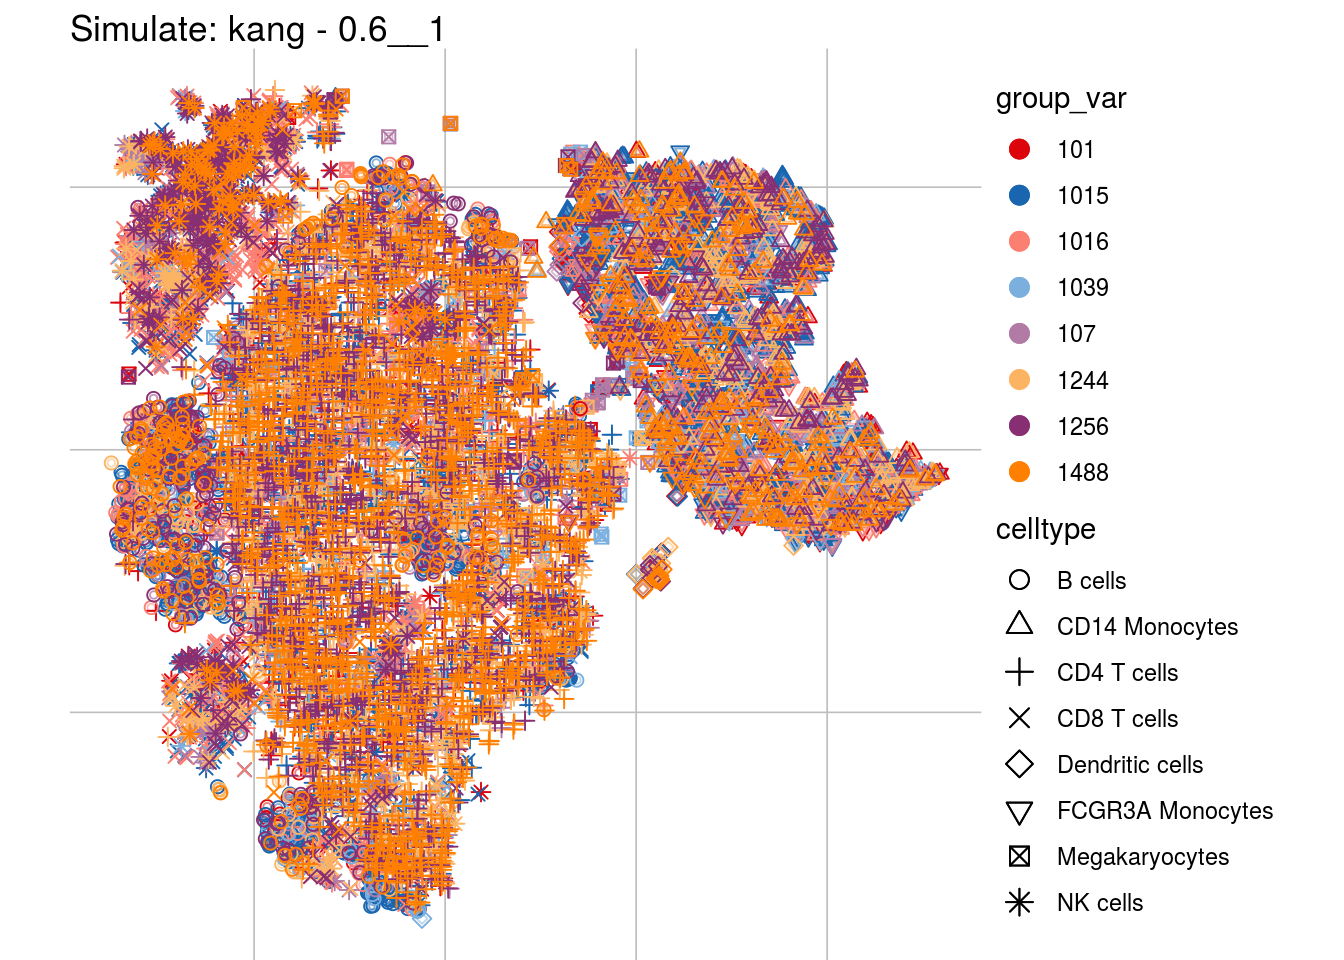 Simulate: kang - 0.6__1
group_var
101
1015
1016
1039
107
1244
1256
1488
celltype
B cells
CD14 Monocytes
CD4 T cells
CD8 T cells
Dendritic cells
FCGR3A Monocytes
Megakaryocytes
NK cells